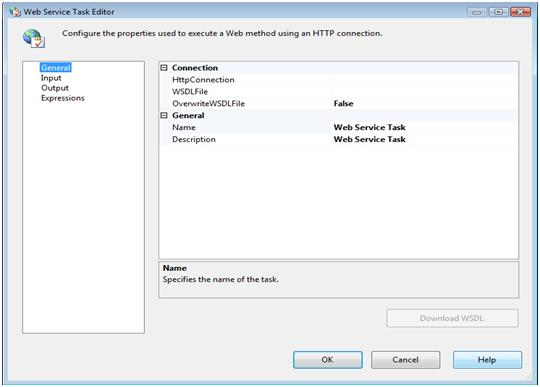 Web Service Task Editor
Configure the properties used to execute a Web method using an HTTP connection.
General
Input
Output
Expressions
Connection
HttpConnection
WSDLFile
OverwriteWSDLFile False
General
Name Web Service Task
Description Web Service Task
Name
Specifies the name of the task.
Download WSDL
OK Cancel Help